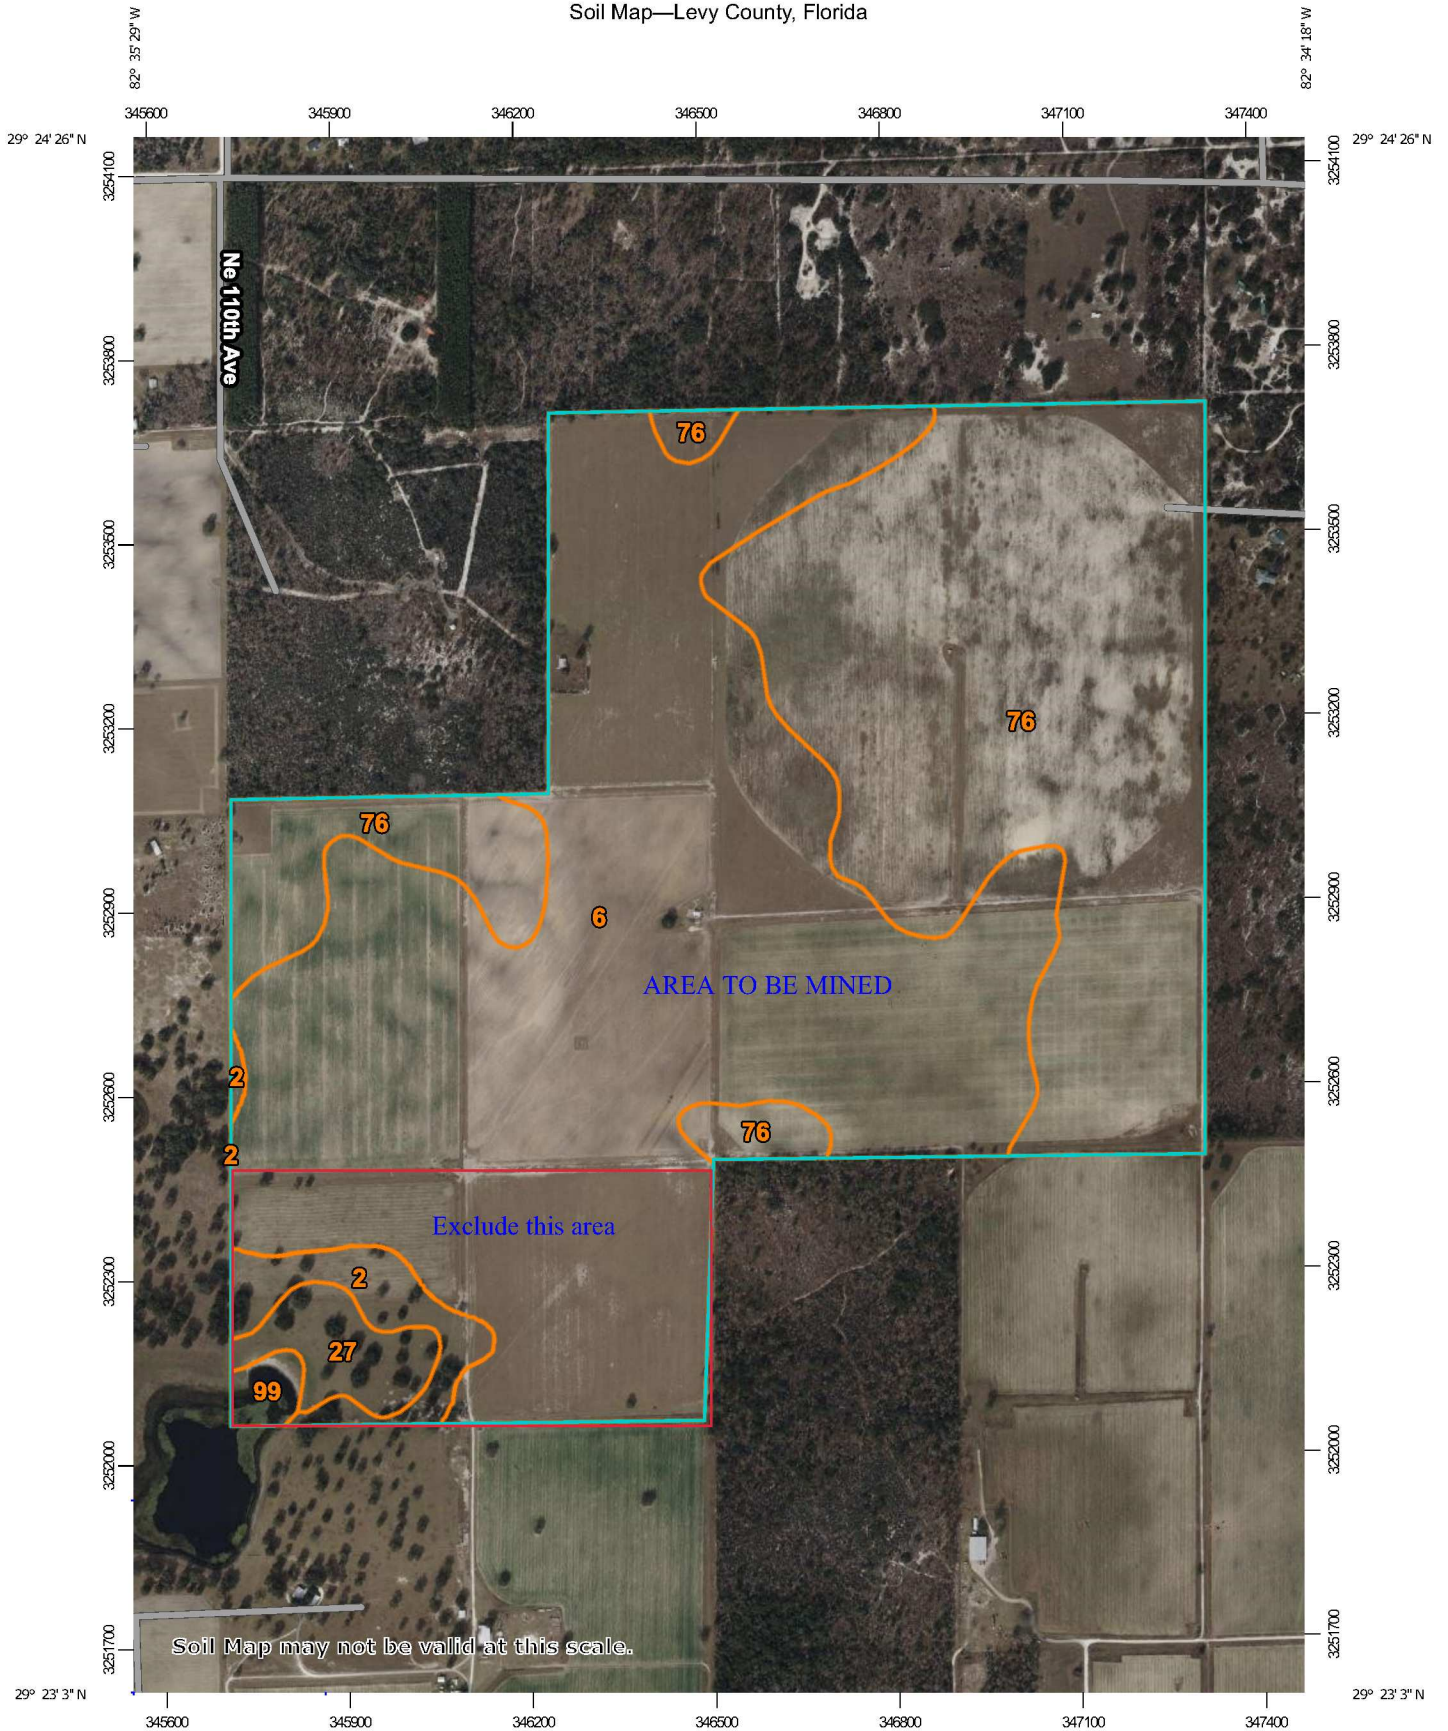 Soil Map—Levy County, Florida
82° 35' 29" W
82° 34' 18" W
345600 345900 346200 346500 346800 347100 347400
29° 24' 26" N
29° 24' 26" N
3254100
3254100
Ne 110th Ave
3253800
3253800
76
3253500
3253500
3253200
3253200
76
76
3252900
3252900
6
AREA TO BE MINED
2
3252600
3252600
76
2
Exclude this area
2
3252300
3252300
27
99
3252000
3252000
Soil Map may not be valid at this scale.
3251700
3251700
29° 23' 3" N
29° 23' 3" N
345600 345900 346200 346500 346800 347100 347400